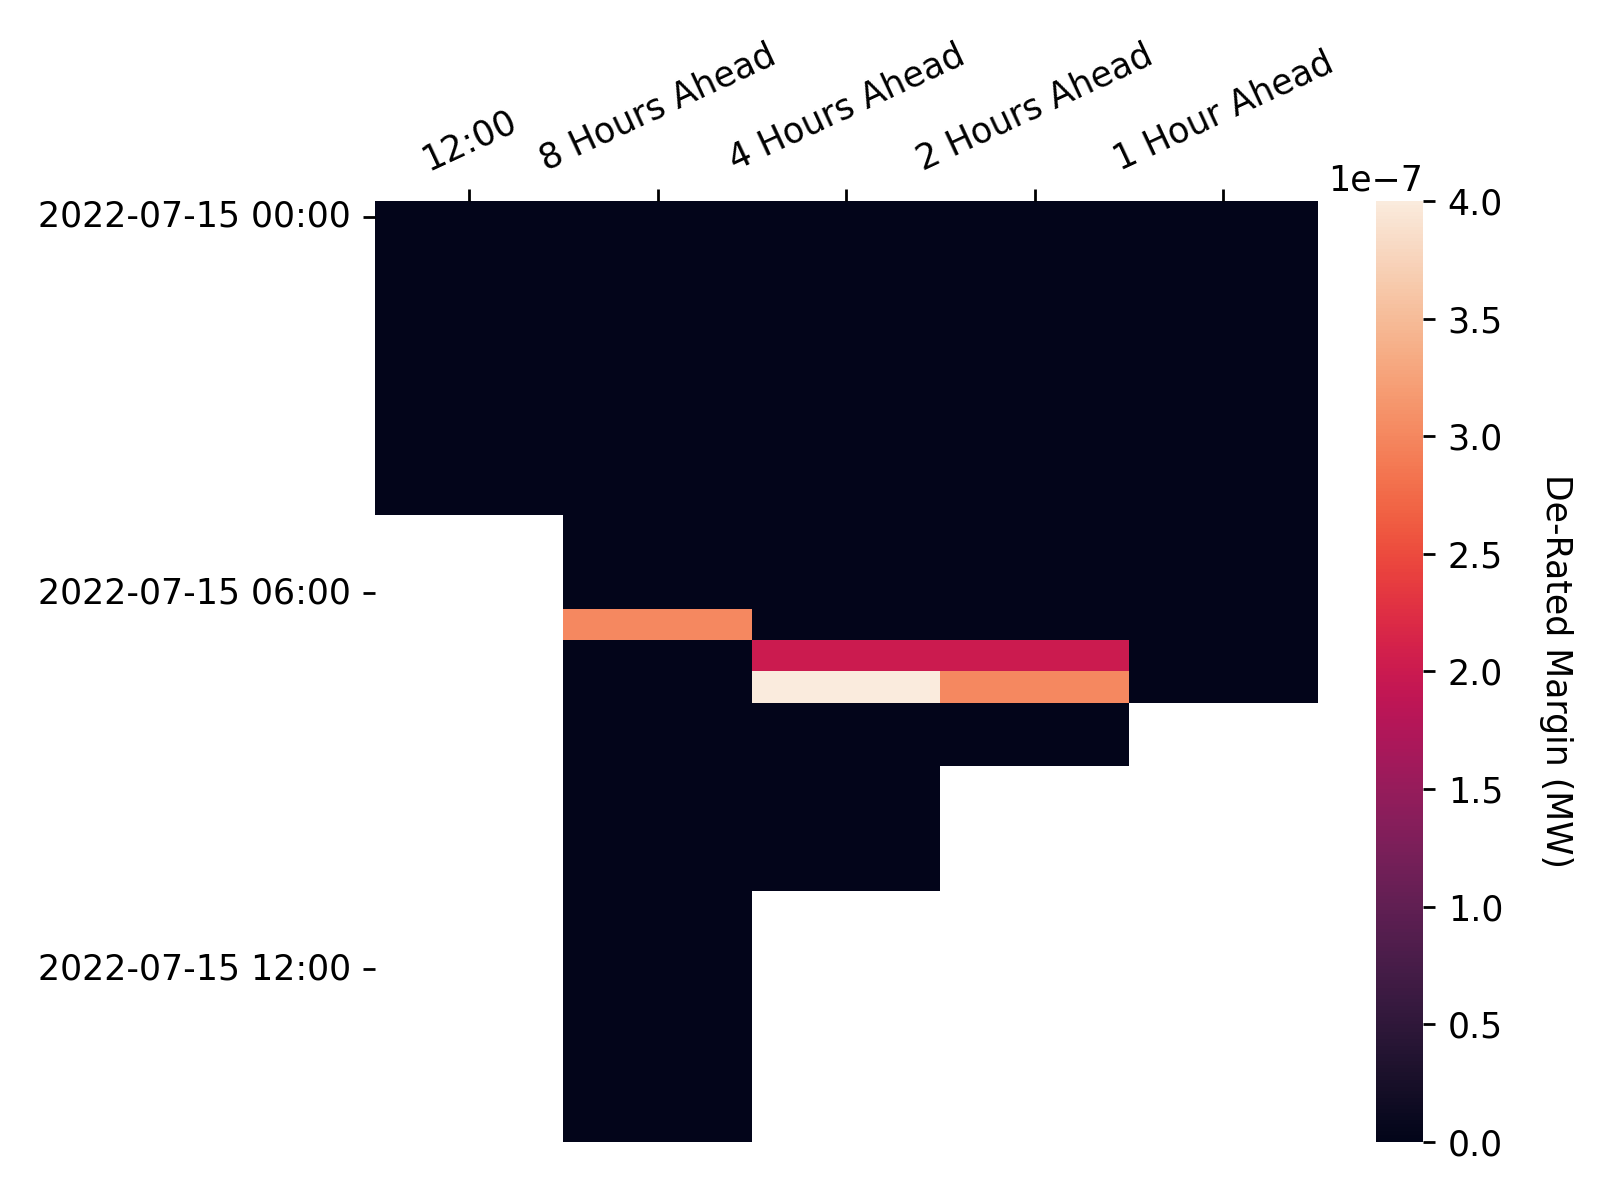 12:00
8 Hours Ahead
4 Hours Ahead
2 Hours Ahead
1 Hour Ahead
1e−7
2022-07-15 00:00
2022-07-15 06:00
2022-07-15 12:00
4.0
3.5
3.0
2.5
2.0
1.5
1.0
0.5
0.0
De-Rated Margin (MW)